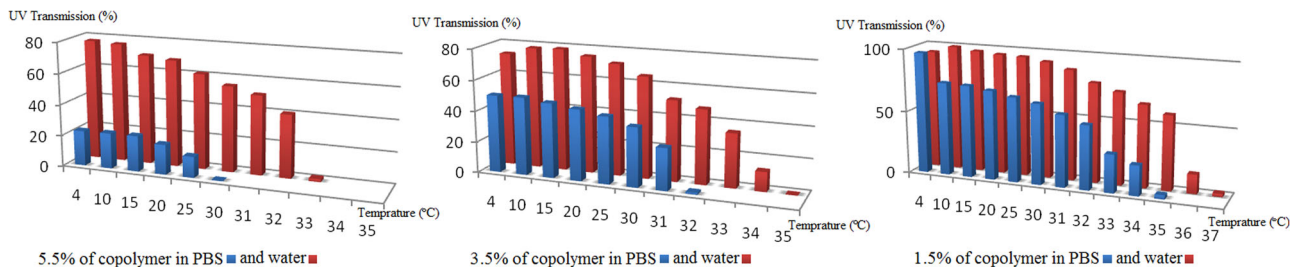 UV Transmission (%)
80
60
40
20
0
4 10 15 20 25 30 31 32 33 34 35
Temprature (ºC)
5.5% of copolymer in PBS and water
UV Transmission (%)
80
60
40
20
0
4 10 15 20 25 30 31 32 33 34 35
Temprature (ºC)
3.5% of copolymer in PBS and water
UV Transmission (%)
100
50
0
4 10 15 20 25 30 31 32 33 34 35 36 37
Temprature (ºC)
1.5% of copolymer in PBS and water